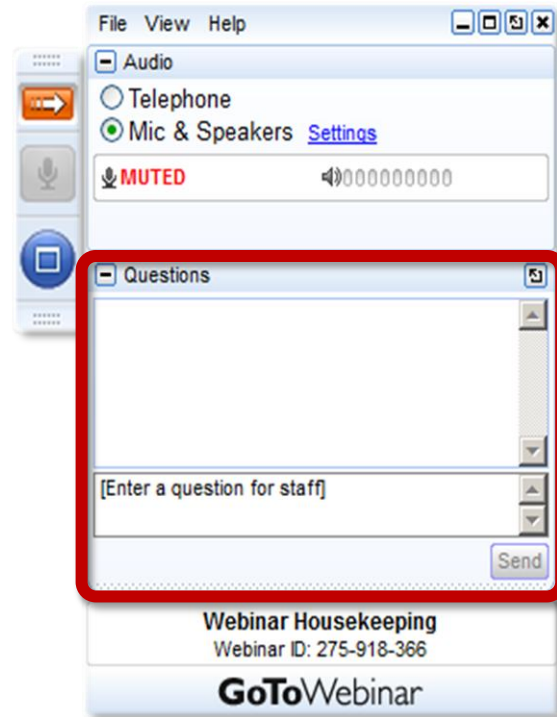 File View Help
Audio
Telephone
Mic & Speakers Settings
MUTED 000000000
Questions
[Enter a question for staff]
Send
Webinar Housekeeping
Webinar ID: 275-918-366
GoToWebinar